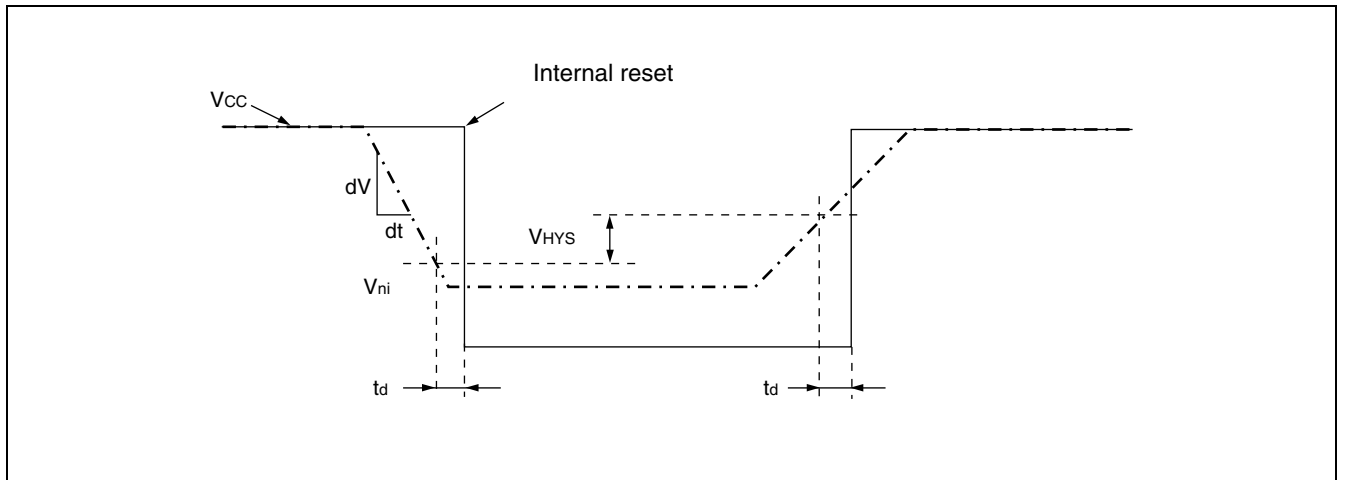 Internal reset
VCC
dV
dt
VHYS
Vni
td
td